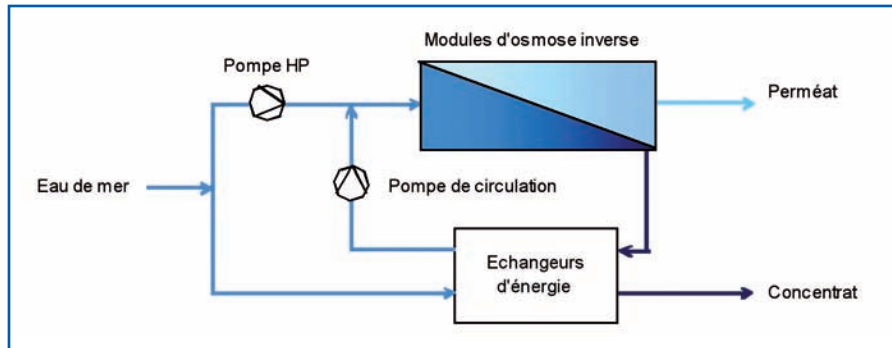 Modules d'osmose inverse
Pompe HP
Perméat
Eau de mer
Pompe de circulation
Echangeurs
d'énergie
Concentrat